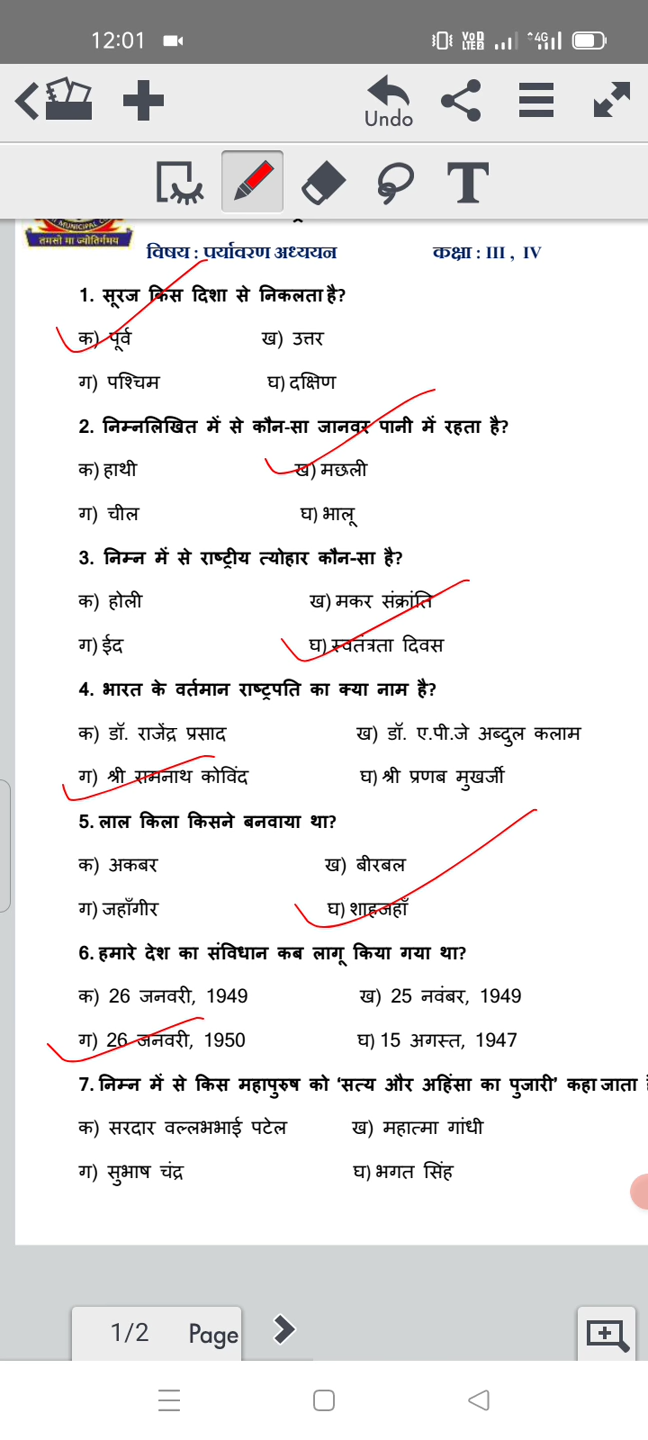 12:01
VoD LTED 4G
Undo
T
MUNICIPAL
तमसो मा ज्योतिर्गमय
विषय : पर्यावरण अध्ययन कक्षा : III , IV
1. सूरज किस दिशा से निकलता है?
क) पूर्व ख) उत्तर
ग) पश्चिम घ) दक्षिण
2. निम्नलिखित में से कौन-सा जानवर पानी में रहता है?
क) हाथी ख) मछली
ग) चील घ) भालू
3. निम्न में से राष्ट्रीय त्योहार कौन-सा है?
क) होली ख) मकर संक्रांति
ग) ईद घ) स्वतंत्रता दिवस
4. भारत के वर्तमान राष्ट्रपति का क्या नाम है?
क) डॉ. राजेंद्र प्रसाद ख) डॉ. ए.पी.जे अब्दुल कलाम
ग) श्री रामनाथ कोविंद घ) श्री प्रणब मुखर्जी
5. लाल किला किसने बनवाया था?
क) अकबर ख) बीरबल
ग) जहाँगीर घ) शाहजहाँ
6. हमारे देश का संविधान कब लागू किया गया था?
क) 26 जनवरी, 1949 ख) 25 नवंबर, 1949
ग) 26 जनवरी, 1950 घ) 15 अगस्त, 1947
7. निम्न में से किस महापुरुष को ‘सत्य और अहिंसा का पुजारी’ कहा जाता
क) सरदार वल्लभभाई पटेल ख) महात्मा गांधी
ग) सुभाष चंद्र घ) भगत सिंह
1/2 Page